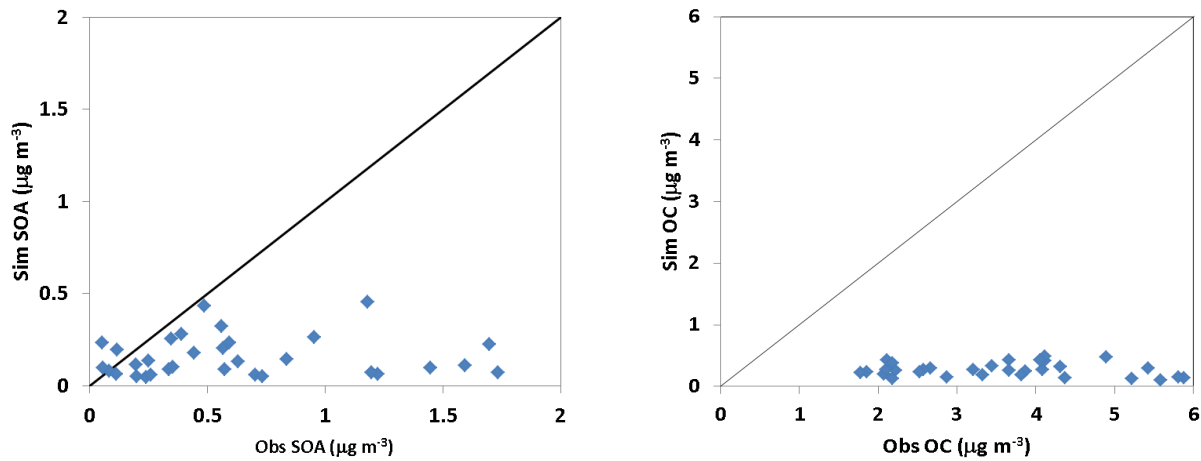 2
1.5
1
0.5
0
Sim SOA (μg m-3)
0 0.5 1 1.5 2
Obs SOA (μg m-3)
6
5
4
3
2
1
0
Sim OC (μg m-3)
0 1 2 3 4 5 6
Obs OC (μg m-3)